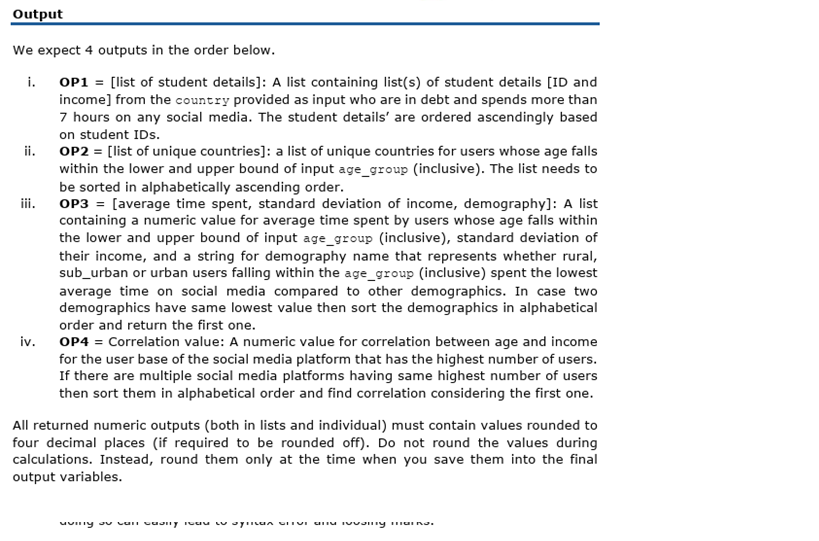 Output
We expect 4 outputs in the order below.
i. OP1 = [list of student details]: A list containing list(s) of student details [ID and
income] from the country provided as input who are in debt and spends more than
7 hours on any social media. The student details’ are ordered ascendingly based
on student IDs.
ii. OP2 = [list of unique countries]: a list of unique countries for users whose age falls
within the lower and upper bound of input age_group (inclusive). The list needs to
be sorted in alphabetically ascending order.
iii. OP3 = [average time spent, standard deviation of income, demography]: A list
containing a numeric value for average time spent by users whose age falls within
the lower and upper bound of input age_group (inclusive), standard deviation of
their income, and a string for demography name that represents whether rural,
sub_urban or urban users falling within the age_group (inclusive) spent the lowest
average time on social media compared to other demographics. In case two
demographics have same lowest value then sort the demographics in alphabetical
order and return the first one.
iv. OP4 = Correlation value: A numeric value for correlation between age and income
for the user base of the social media platform that has the highest number of users.
If there are multiple social media platforms having same highest number of users
then sort them in alphabetical order and find correlation considering the first one.
All returned numeric outputs (both in lists and individual) must contain values rounded to
four decimal places (if required to be rounded off). Do not round the values during
calculations. Instead, round them only at the time when you save them into the final
output variables.
doing so can easily lead to syntax error and loosing marks.